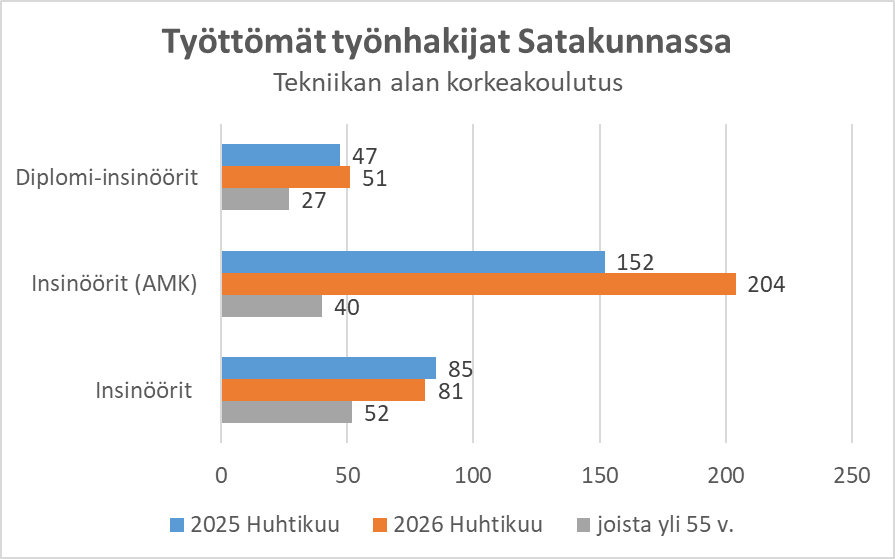 Työttömät työnhakijat Satakunnassa
Tekniikan alan korkeakoulutus
Diplomi-insinöörit
47
51
27
Insinöörit (AMK)
152
204
40
Insinöörit
85
81
52
0 50 100 150 200 250
2025 Huhtikuu 2026 Huhtikuu joista yli 55 v.